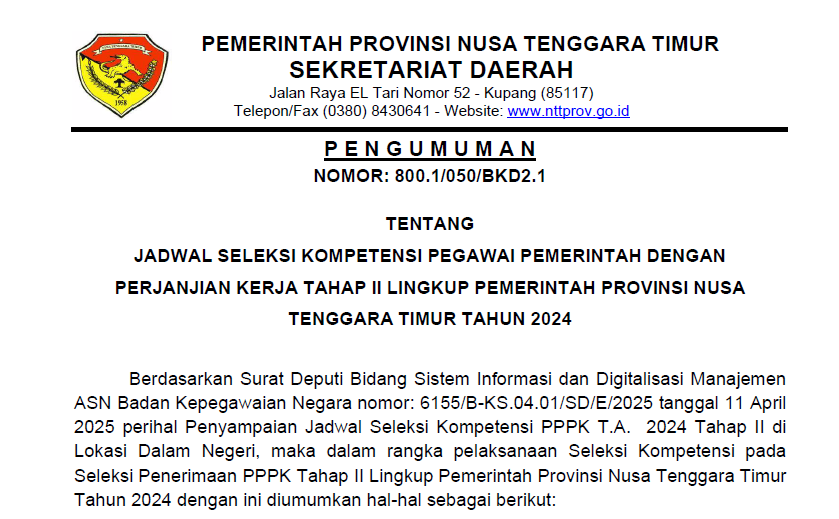 NUSA TENGGARA TIMUR
1958
PEMERINTAH PROVINSI NUSA TENGGARA TIMUR
SEKRETARIAT DAERAH
Jalan Raya EL Tari Nomor 52 - Kupang (85117)
Telepon/Fax (0380) 8430641 - Website: www.nttprov.go.id
P E N G U M U M A N
NOMOR: 800.1/050/BKD2.1
TENTANG
JADWAL SELEKSI KOMPETENSI PEGAWAI PEMERINTAH DENGAN
PERJANJIAN KERJA TAHAP II LINGKUP PEMERINTAH PROVINSI NUSA
TENGGARA TIMUR TAHUN 2024
Berdasarkan Surat Deputi Bidang Sistem Informasi dan Digitalisasi Manajemen
ASN Badan Kepegawaian Negara nomor: 6155/B-KS.04.01/SD/E/2025 tanggal 11 April
2025 perihal Penyampaian Jadwal Seleksi Kompetensi PPPK T.A. 2024 Tahap II di
Lokasi Dalam Negeri, maka dalam rangka pelaksanaan Seleksi Kompetensi pada
Seleksi Penerimaan PPPK Tahap II Lingkup Pemerintah Provinsi Nusa Tenggara Timur
Tahun 2024 dengan ini diumumkan hal-hal sebagai berikut: